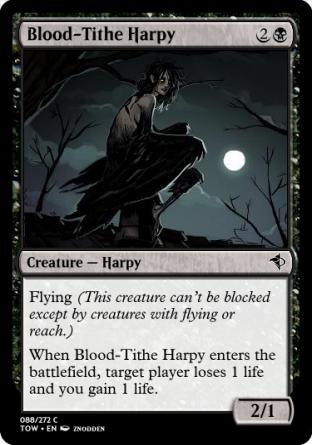 Blood-Tithe Harpy 2
Creature — Harpy
Flying (This creature can't be blocked
except by creatures with flying or
reach.)
When Blood-Tithe Harpy enters the
battlefield, target player loses 1 life
and you gain 1 life.
088/272 C
TOW • EN ZNODDEN
2/1